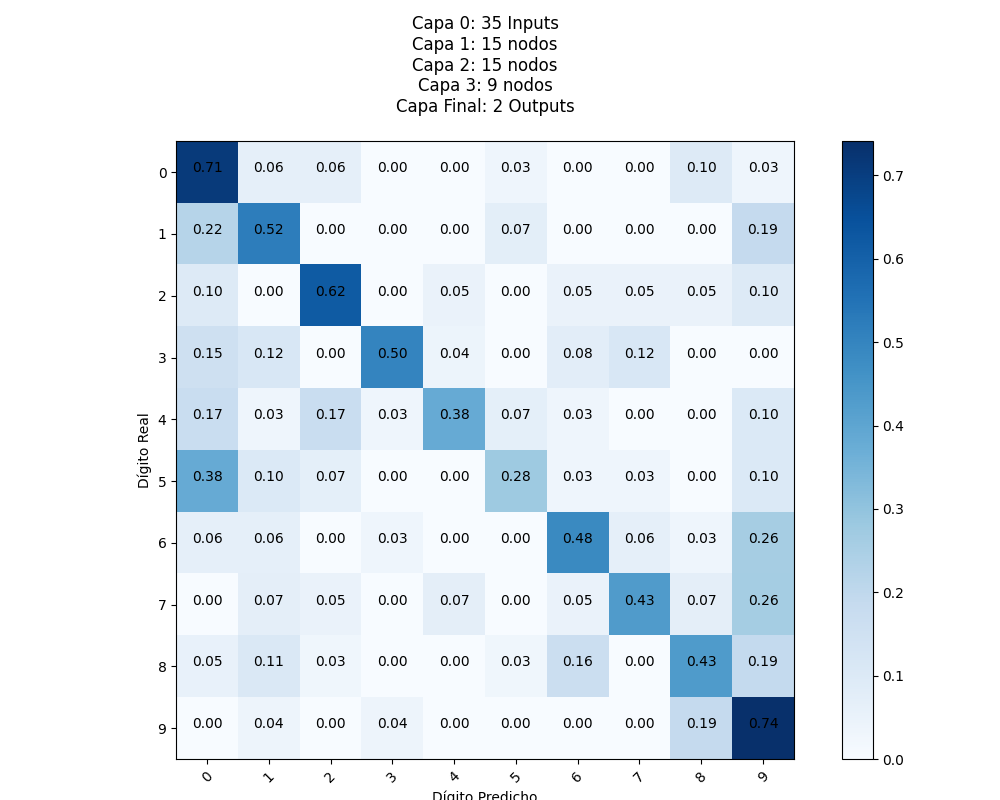 Capa 0: 35 Inputs
Capa 1: 15 nodos
Capa 2: 15 nodos
Capa 3: 9 nodos
Capa Final: 2 Outputs
0 0.71 0.06 0.06 0.00 0.00 0.03 0.00 0.00 0.10 0.03
1 0.22 0.52 0.00 0.00 0.00 0.07 0.00 0.00 0.00 0.19
2 0.10 0.00 0.62 0.00 0.05 0.00 0.05 0.05 0.05 0.10
3 0.15 0.12 0.00 0.50 0.04 0.00 0.08 0.12 0.00 0.00
4 0.17 0.03 0.17 0.03 0.38 0.07 0.03 0.00 0.00 0.10
5 0.38 0.10 0.07 0.00 0.00 0.28 0.03 0.03 0.00 0.10
6 0.06 0.06 0.00 0.03 0.00 0.00 0.48 0.06 0.03 0.26
7 0.00 0.07 0.05 0.00 0.07 0.00 0.05 0.43 0.07 0.26
8 0.05 0.11 0.03 0.00 0.00 0.03 0.16 0.00 0.43 0.19
9 0.00 0.04 0.00 0.04 0.00 0.00 0.00 0.00 0.19 0.74
0 1 2 3 4 5 6 7 8 9
Dígito Real
Dígito Predicho
0.7
0.6
0.5
0.4
0.3
0.2
0.1
0.0